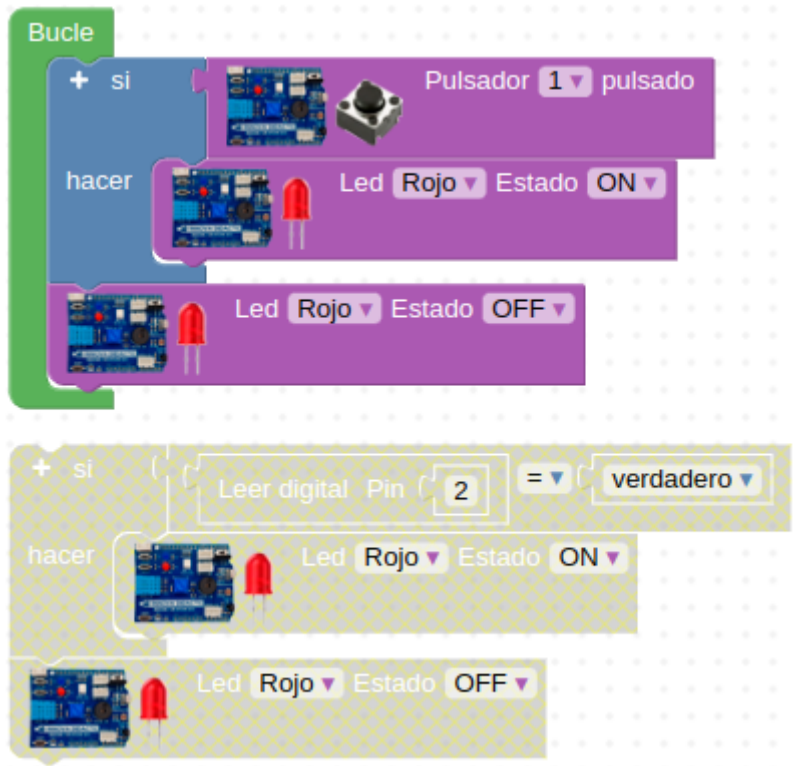 Bucle
+ si Pulsador 1 pulsado
hacer Led Rojo Estado ON
Led Rojo Estado OFF
+ si Leer digital Pin 2 = verdadero
hacer Led Rojo Estado ON
Led Rojo Estado OFF